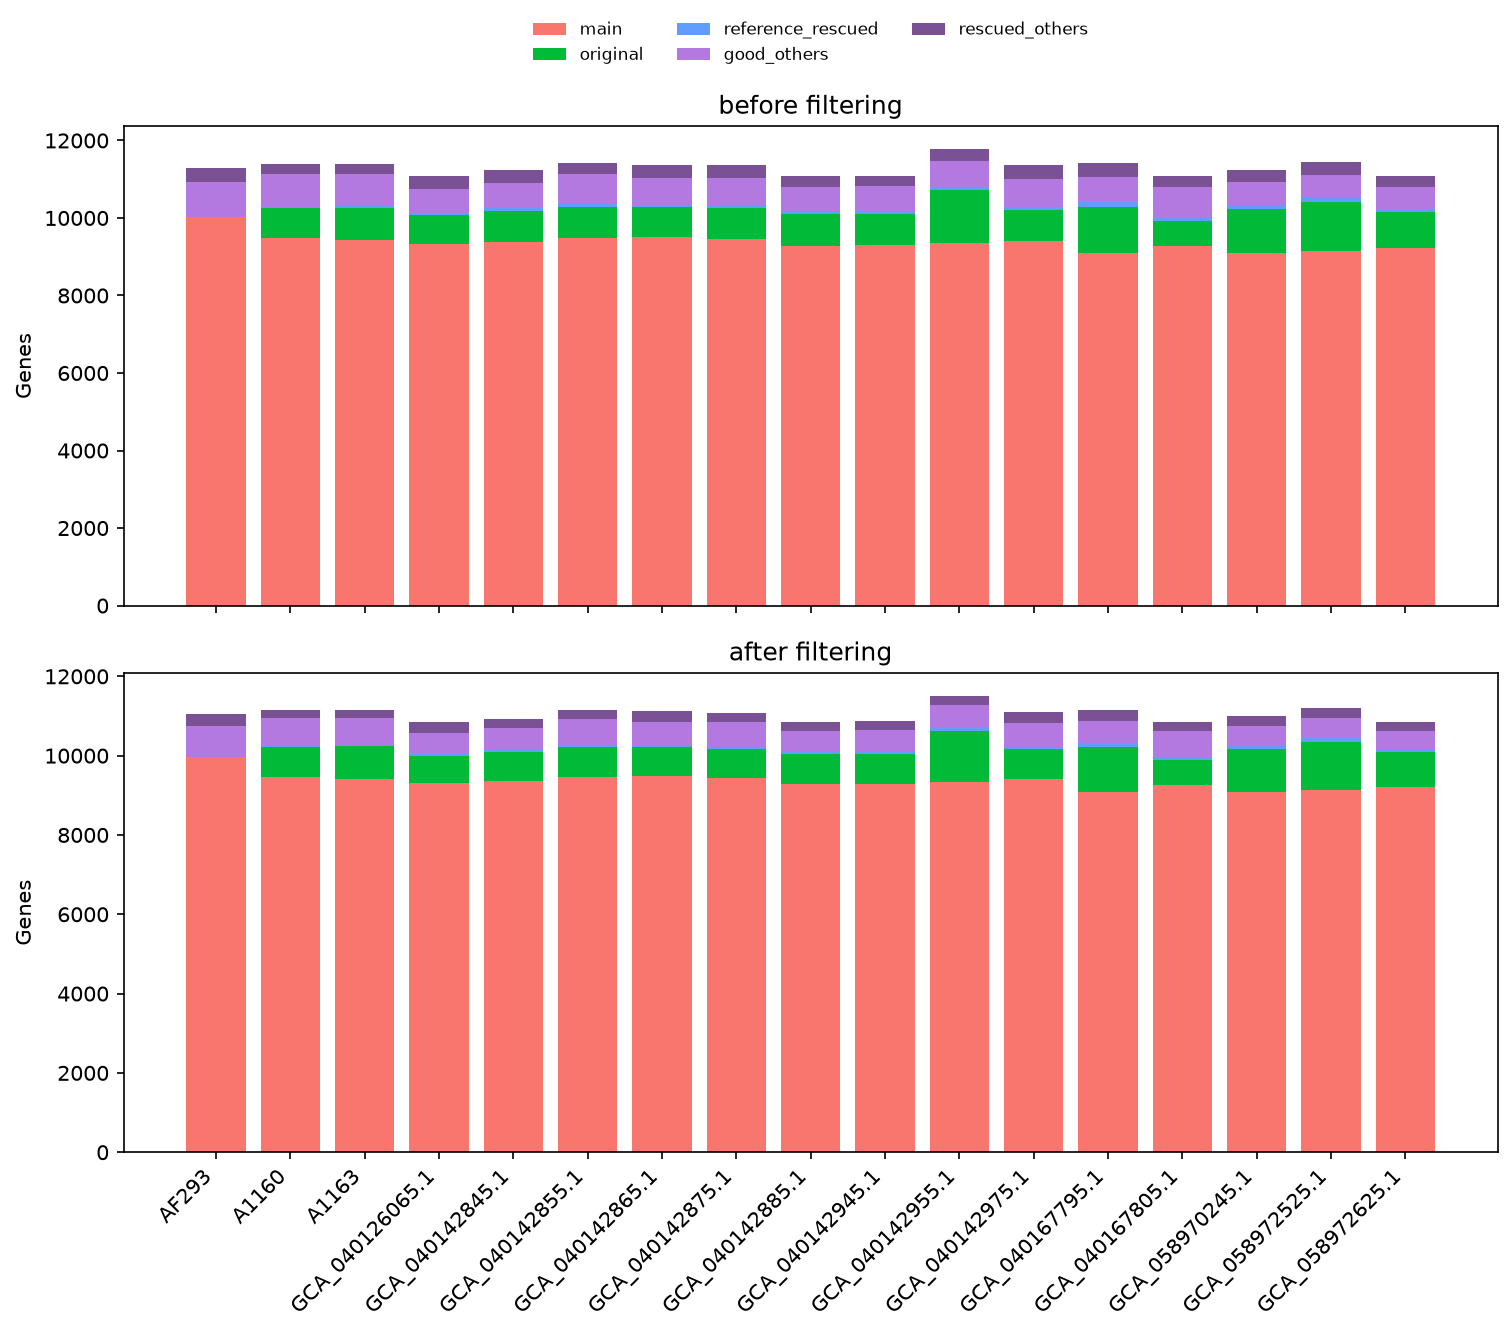 main
original
reference_rescued
good_others
rescued_others
before filtering
12000
10000
8000
6000
4000
2000
0
Genes
after filtering
12000
10000
8000
6000
4000
2000
0
Genes
AF293
A1160
A1163
GCA_040126065.1
GCA_040142845.1
GCA_040142855.1
GCA_040142865.1
GCA_040142875.1
GCA_040142885.1
GCA_040142945.1
GCA_040142955.1
GCA_040142975.1
GCA_040167795.1
GCA_040167805.1
GCA_058970245.1
GCA_058972525.1
GCA_058972625.1